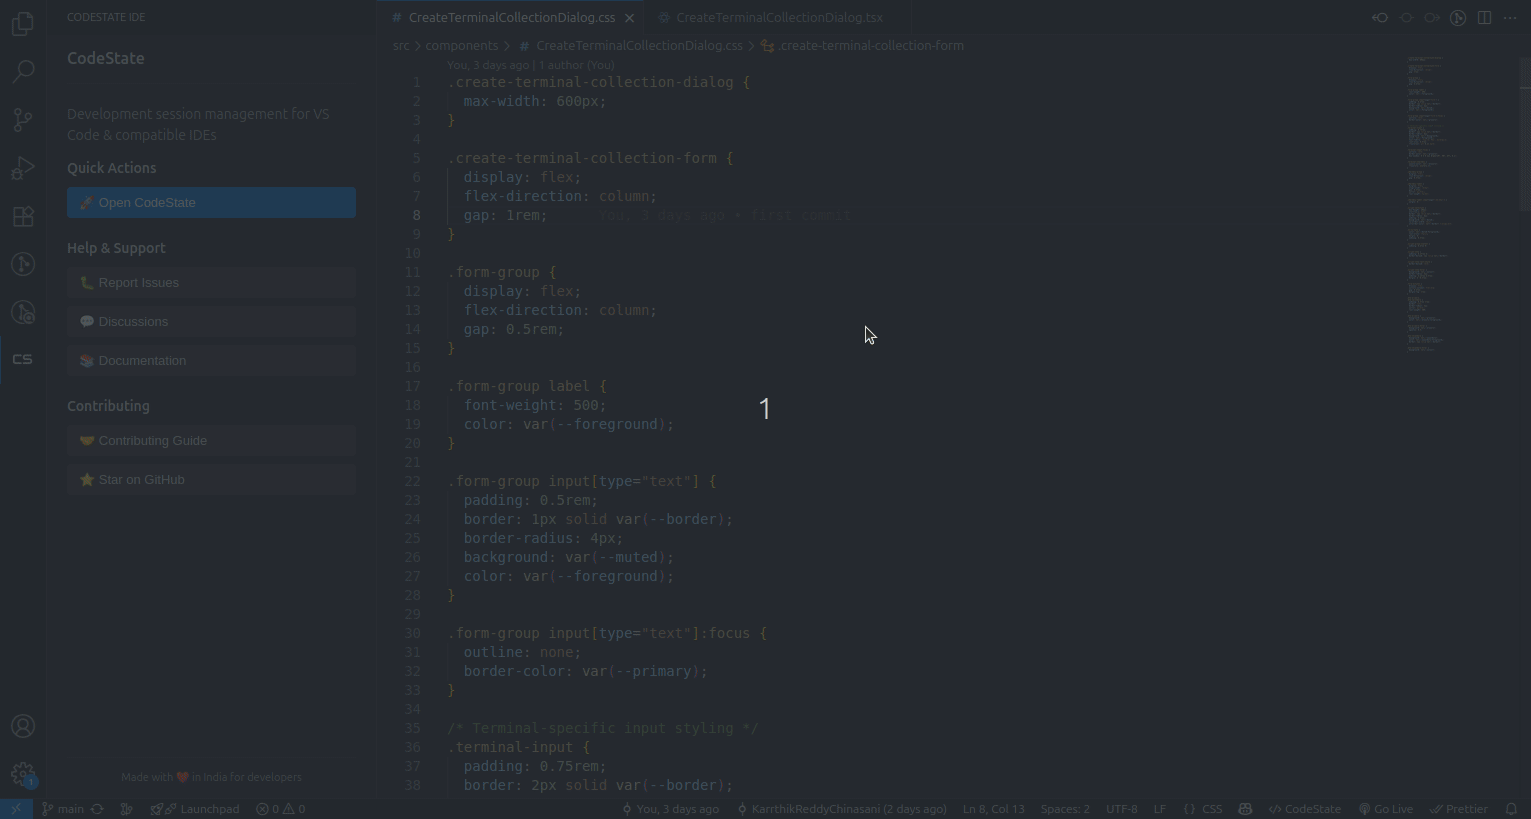 CODESTATE IDE
CodeState
Development session management for VS
Code & compatible IDEs
Quick Actions
🚀 Open CodeState
Help & Support
🐛 Report Issues
💬 Discussions
📚 Documentation
Contributing
🤝 Contributing Guide
⭐ Star on GitHub
Made with ❤️ in India for developers
CS
1
# CreateTerminalCollectionDialog.css
CreateTerminalCollectionDialog.tsx
src > components > # CreateTerminalCollectionDialog.css > .create-terminal-collection-form
You, 3 days ago | 1 author (You)
1 .create-terminal-collection-dialog {
2 max-width: 600px;
3 }
4
5 .create-terminal-collection-form {
6 display: flex;
7 flex-direction: column;
8 gap: 1rem; You, 3 days ago • first commit
9 }
10
11 .form-group {
12 display: flex;
13 flex-direction: column;
14 gap: 0.5rem;
15 }
16
17 .form-group label {
18 font-weight: 500;
19 color: var(--foreground);
20 }
21
22 .form-group input[type="text"] {
23 padding: 0.5rem;
24 border: 1px solid var(--border);
25 border-radius: 4px;
26 background: var(--muted);
27 color: var(--foreground);
28 }
29
30 .form-group input[type="text"]:focus {
31 outline: none;
32 border-color: var(--primary);
33 }
34
35 /* Terminal-specific input styling */
36 .terminal-input {
37 padding: 0.75rem;
38 border: 2px solid var(--border);
1
main
Launchpad
0 0
You, 3 days ago
KarrthikReddyChinasani (2 days ago)
Ln 8, Col 13
Spaces: 2
UTF-8
LF
{ } CSS
</> CodeState
Go Live
Prettier